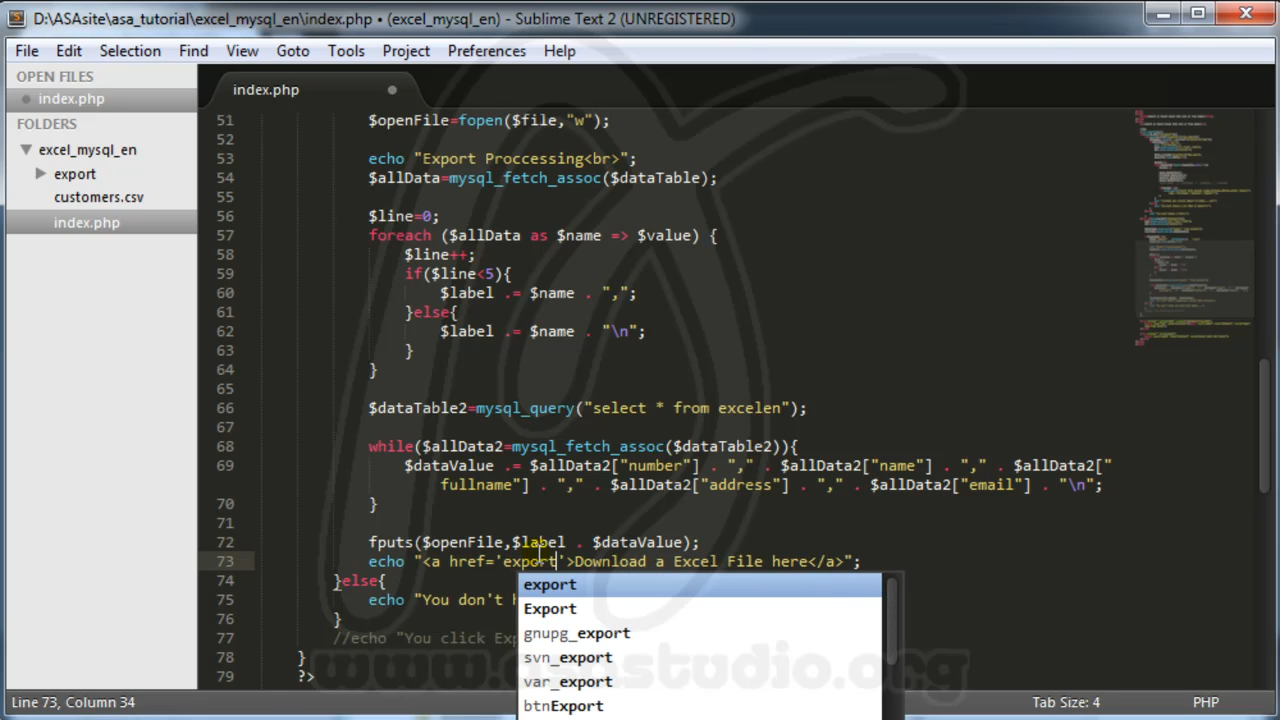 D:\ASAsite\asa_tutorial\excel_mysql_en\index.php • (excel_mysql_en) - Sublime Text 2 (UNREGISTERED)
File Edit Selection Find View Goto Tools Project Preferences Help
OPEN FILES
index.php
FOLDERS
excel_mysql_en
export
customers.csv
index.php
index.php
51 $openFile=fopen($file,"w");
52
53 echo "Export Proccessing<br>";
54 $allData=mysql_fetch_assoc($dataTable);
55
56 $line=0;
57 foreach ($allData as $name => $value) {
58 $line++;
59 if($line<5){
60 $label .= $name . ",";
61 }else{
62 $label .= $name . "\n";
63 }
64 }
65
66 $dataTable2=mysql_query("select * from excelen");
67
68 while($allData2=mysql_fetch_assoc($dataTable2)){
69 $dataValue .= $allData2["number"] . "," . $allData2["name"] . "," . $allData2["
fullname"] . "," . $allData2["address"] . "," . $allData2["email"] . "\n";
70 }
71
72 fputs($openFile,$label . $dataValue);
73 echo "<a href='export'>Download a Excel File here</a>";
74 }else{
75 echo "You don't h
76 }
77 //echo "You click Exp
78 }
79 ?>
export
Export
gnupg_export
svn_export
var_export
btnExport
www.asastudio.org
Line 73, Column 34 Tab Size: 4 PHP